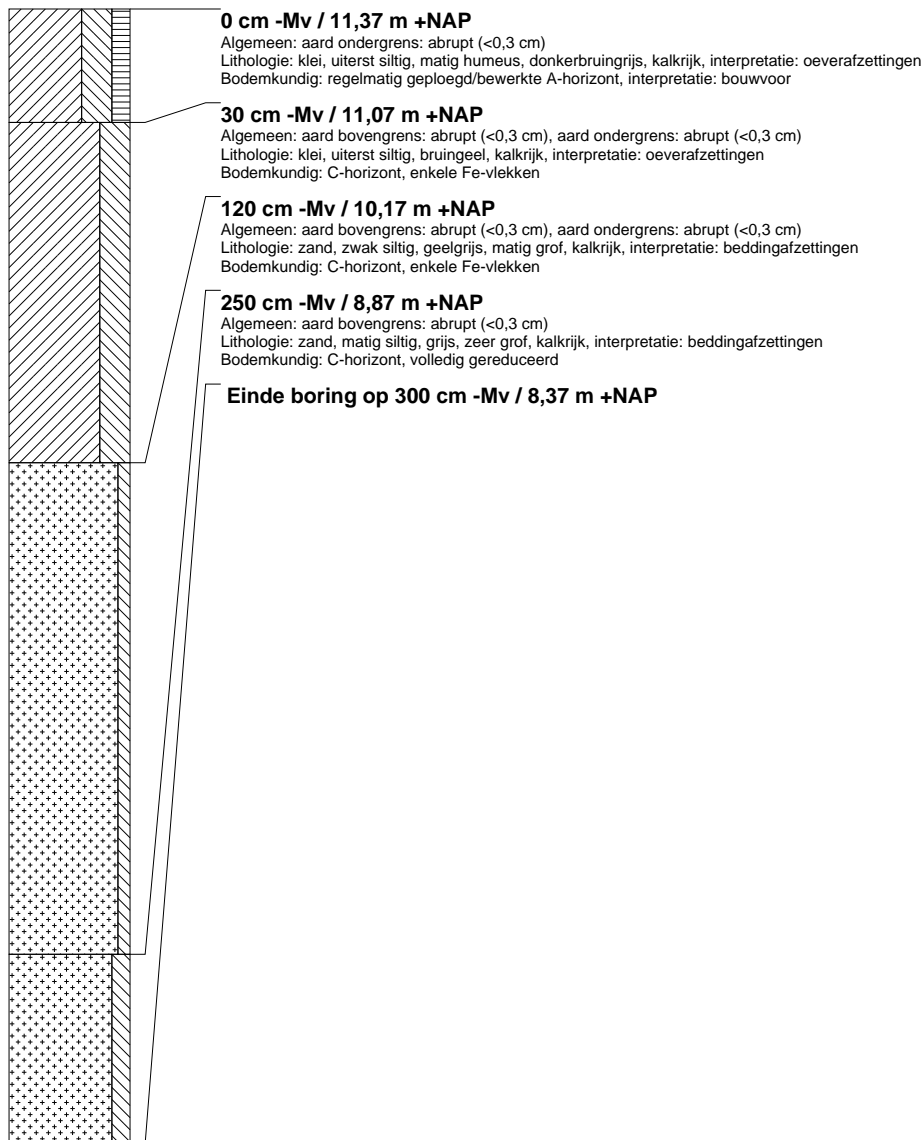 0 cm -Mv / 11,37 m +NAP
Algemeen: aard ondergrens: abrupt (<0,3 cm)
Lithologie: klei, uiterst siltig, matig humeus, donkerbruingrijs, kalkrijk, interpretatie: oeverafzettingen
Bodemkundig: regelmatig geploegd/bewerkte A-horizont, interpretatie: bouwvoor
30 cm -Mv / 11,07 m +NAP
Algemeen: aard bovengrens: abrupt (<0,3 cm), aard ondergrens: abrupt (<0,3 cm)
Lithologie: klei, uiterst siltig, bruingeel, kalkrijk, interpretatie: oeverafzettingen
Bodemkundig: C-horizont, enkele Fe-vlekken
120 cm -Mv / 10,17 m +NAP
Algemeen: aard bovengrens: abrupt (<0,3 cm), aard ondergrens: abrupt (<0,3 cm)
Lithologie: zand, zwak siltig, geelgrijs, matig grof, kalkrijk, interpretatie: beddingafzettingen
Bodemkundig: C-horizont, enkele Fe-vlekken
250 cm -Mv / 8,87 m +NAP
Algemeen: aard bovengrens: abrupt (<0,3 cm)
Lithologie: zand, matig siltig, grijs, zeer grof, kalkrijk, interpretatie: beddingafzettingen
Bodemkundig: C-horizont, volledig gereduceerd
Einde boring op 300 cm -Mv / 8,37 m +NAP